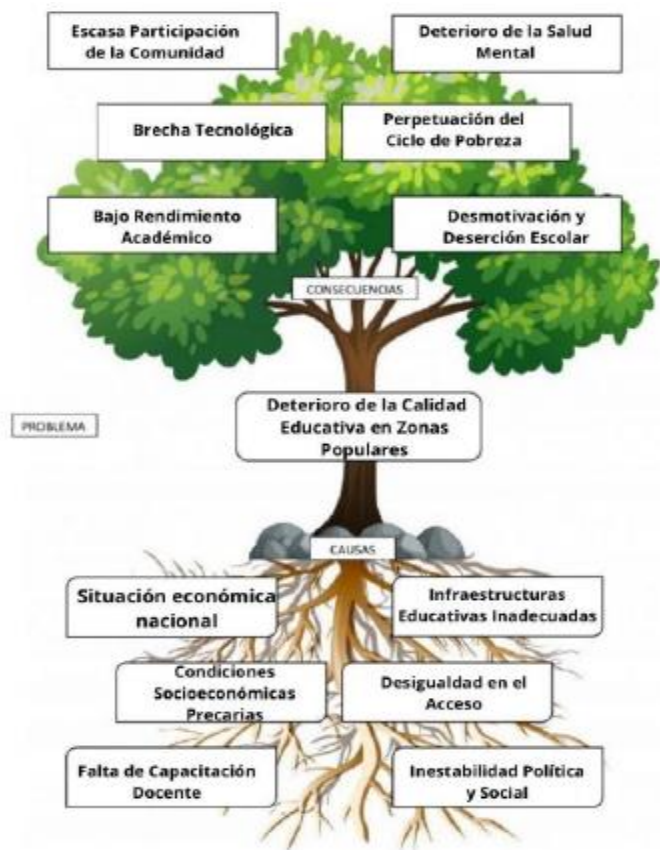 Escasa Participación
de la Comunidad
Deterioro de la Salud
Mental
Brecha Tecnológica
Perpetuación del
Ciclo de Pobreza
Bajo Rendimiento
Académico
Desmotivación y
Deserción Escolar
CONSECUENCIAS
Deterioro de la Calidad
Educativa en Zonas
Populares
PROBLEMA
CAUSAS
Situación económica
nacional
Infraestructuras
Educativas Inadecuadas
Condiciones
Socioeconómicas
Precarias
Desigualdad en el
Acceso
Falta de Capacitación
Docente
Inestabilidad Política
y Social